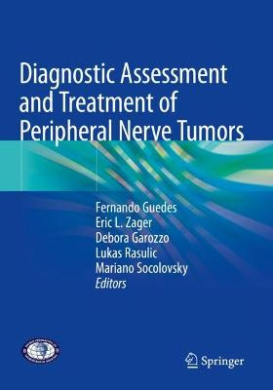 Diagnostic Assessment
and Treatment of
Peripheral Nerve Tumors
Fernando Guedes
Eric L. Zager
Debora Garozzo
Lukas Rasulic
Mariano Socolovsky
Editors
Springer